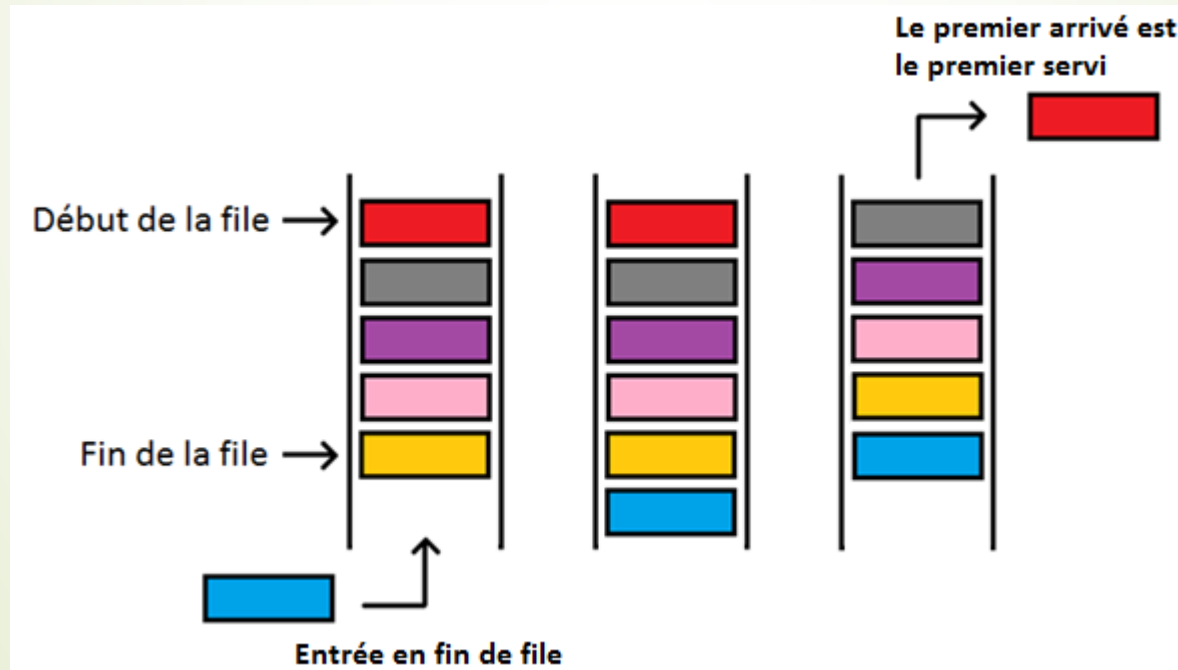 Le premier arrivé est
le premier servi
Début de la file
Fin de la file
Entrée en fin de file